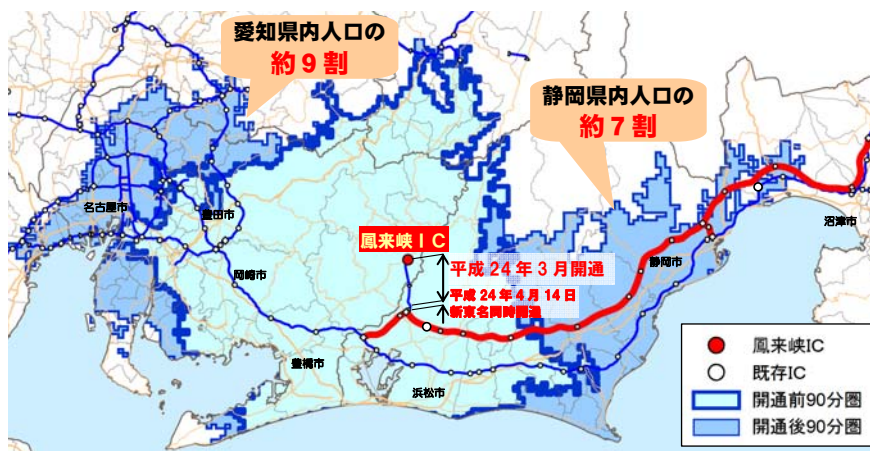 愛知県内人口の
約9割
静岡県内人口の
約7割
名古屋市
豊田市
岡崎市
鳳来峡IC
平成24年3月開通
平成24年4月14日
新東名同時開通
静岡市
沼津市
豊橋市
浜松市
鳳来峡IC
既存IC
開通前90分圏
開通後90分圏